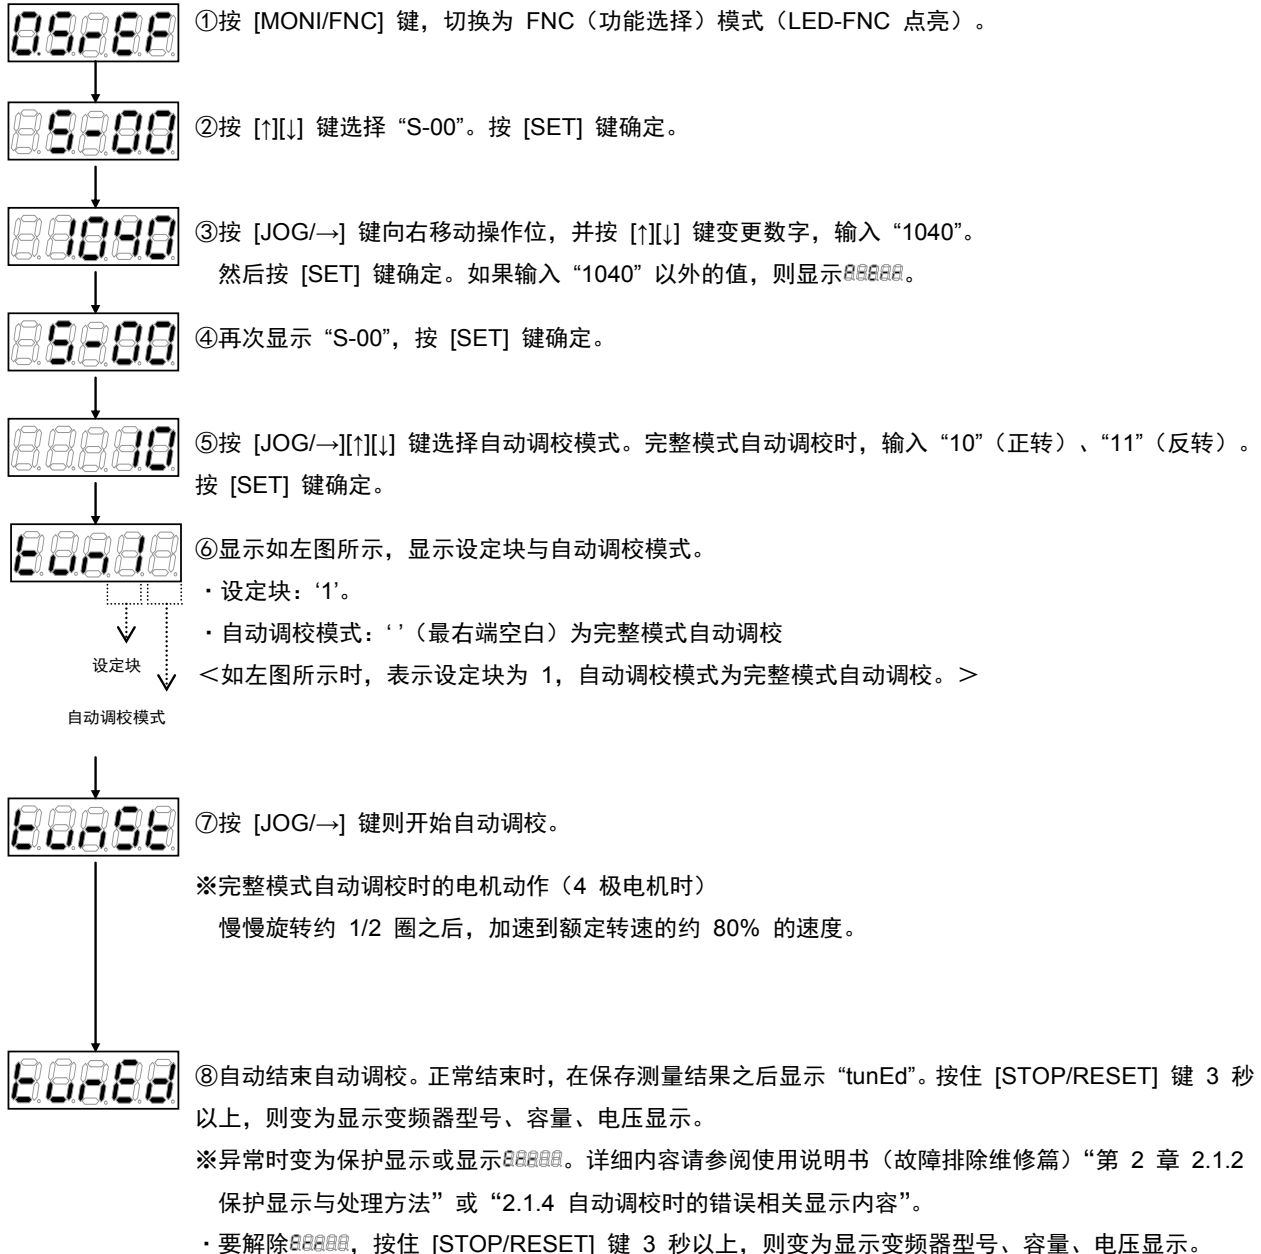 0.SrEF
①按 [MONI/FNC] 键，切换为 FNC（功能选择）模式（LED-FNC 点亮）。
S-00
②按 [↑][↓] 键选择 “S-00”。按 [SET] 键确定。
1040
③按 [JOG/→] 键向右移动操作位，并按 [↑][↓] 键变更数字，输入 “1040”。
然后按 [SET] 键确定。如果输入 “1040” 以外的值，则显示。
S-00
④再次显示 “S-00”，按 [SET] 键确定。
10
⑤按 [JOG/→][↑][↓] 键选择自动调校模式。完整模式自动调校时，输入 “10”（正转）、“11”（反转）。
按 [SET] 键确定。
tun1
⑥显示如左图所示，显示设定块与自动调校模式。
・设定块：‘1’。
・自动调校模式：‘ ’（最右端空白）为完整模式自动调校
设定块
＜如左图所示时，表示设定块为 1，自动调校模式为完整模式自动调校。＞
自动调校模式
tunSt
⑦按 [JOG/→] 键则开始自动调校。
※完整模式自动调校时的电机动作（4 极电机时）
慢慢旋转约 1/2 圈之后，加速到额定转速的约 80% 的速度。
tunEd
⑧自动结束自动调校。正常结束时，在保存测量结果之后显示 “tunEd”。按住 [STOP/RESET] 键 3 秒
以上，则变为显示变频器型号、容量、电压显示。
※异常时变为保护显示或显示。详细内容请参阅使用说明书（故障排除维修篇）“第 2 章 2.1.2
保护显示与处理方法”或“2.1.4 自动调校时的错误相关显示内容”。
・要解除，按住 [STOP/RESET] 键 3 秒以上，则变为显示变频器型号、容量、电压显示。